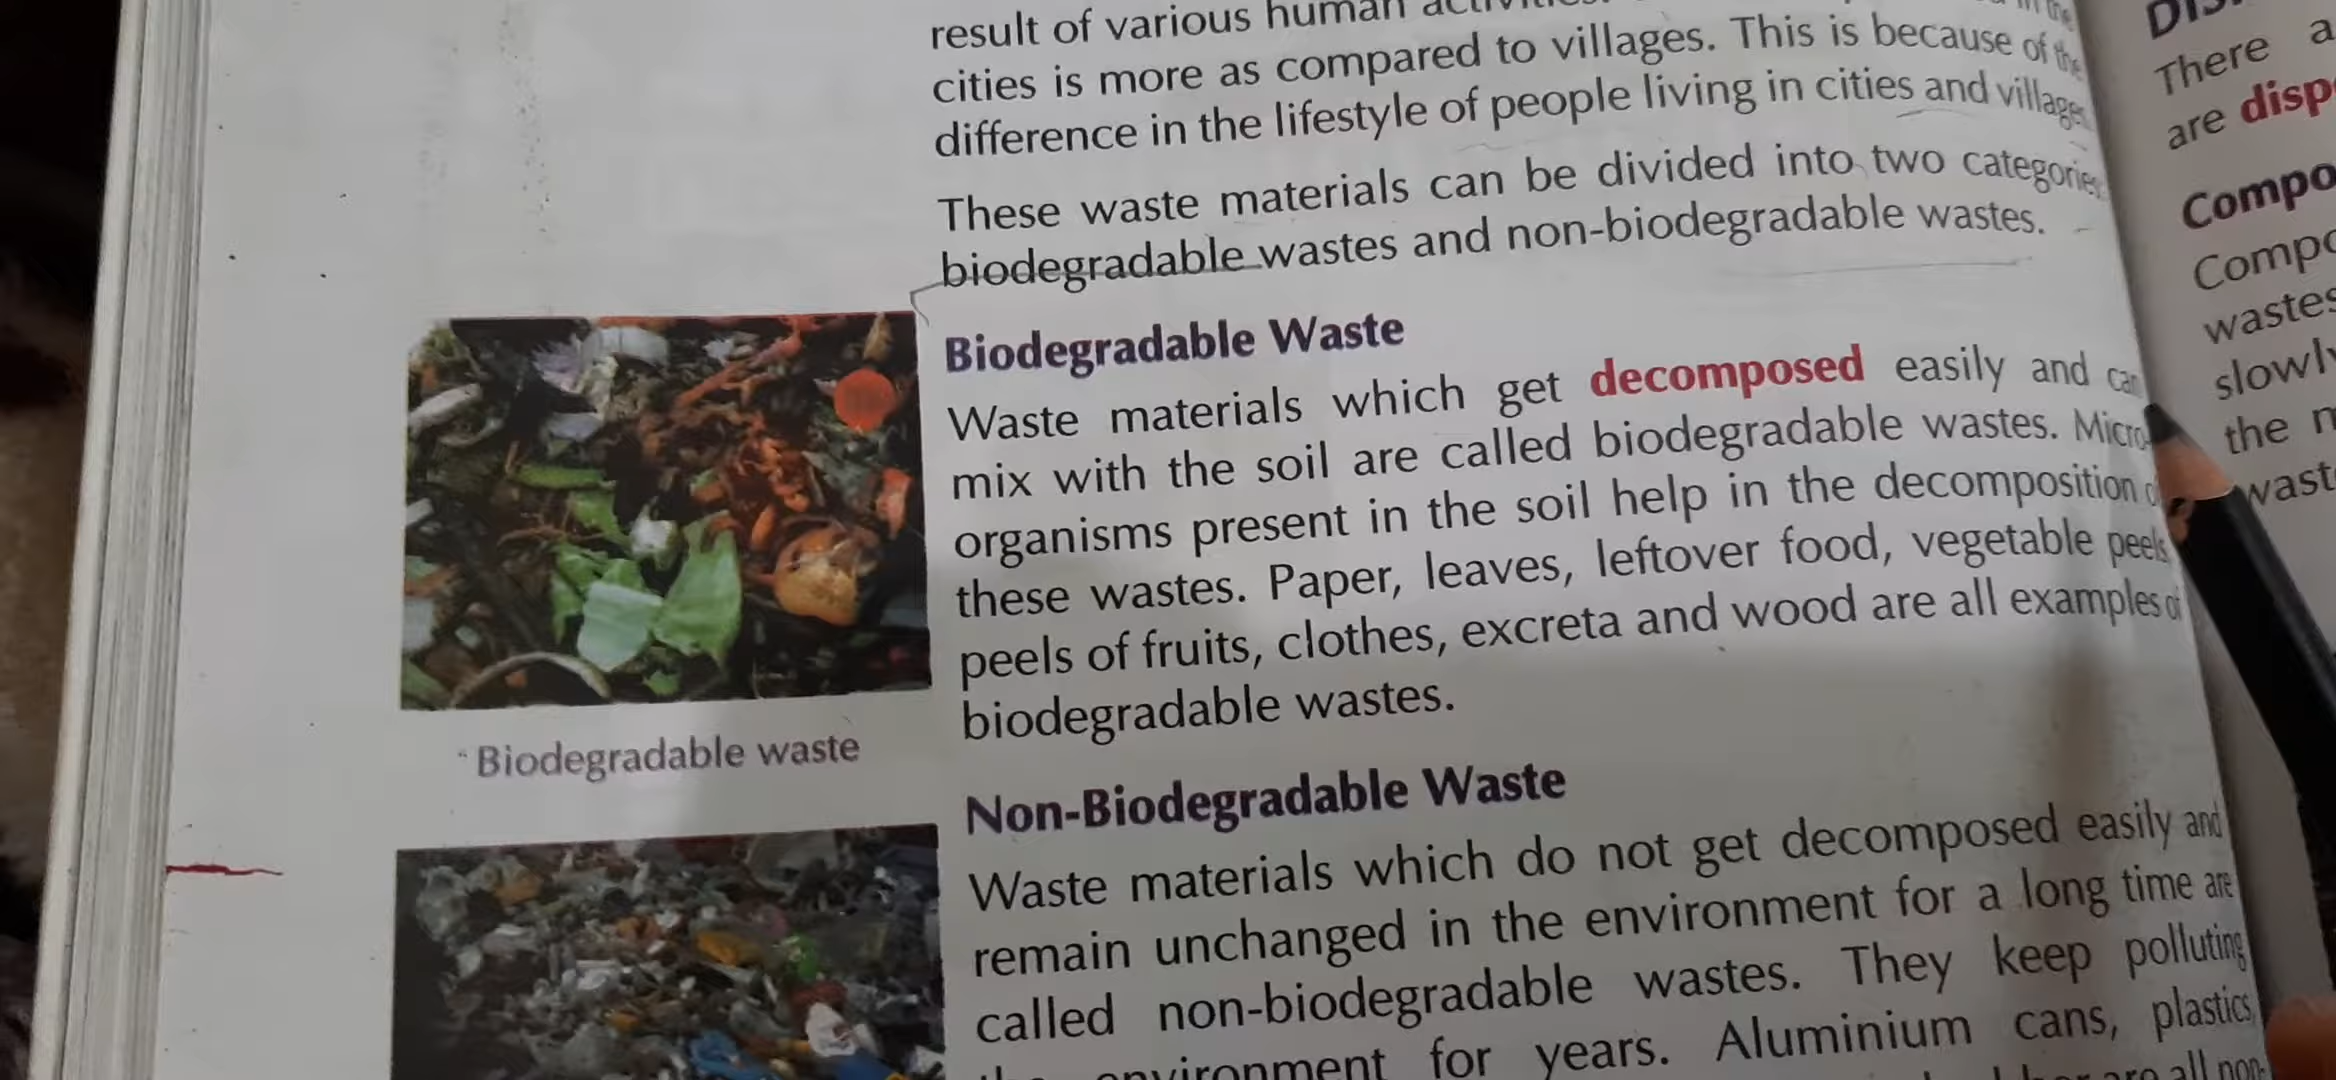 result of various human
cities is more as compared to villages. This is because of the
difference in the lifestyle of people living in cities and villages
These waste materials can be divided into two categories
biodegradable wastes and non-biodegradable wastes.
Biodegradable Waste
Waste materials which get decomposed easily and can
mix with the soil are called biodegradable wastes. Micro-
organisms present in the soil help in the decomposition
these wastes. Paper, leaves, leftover food, vegetable peels
peels of fruits, clothes, excreta and wood are all examples of
biodegradable wastes.
Biodegradable waste
Non-Biodegradable Waste
Waste materials which do not get decomposed easily and
remain unchanged in the environment for a long time are
called non-biodegradable wastes. They keep polluting
environment for years. Aluminium cans, plastics
are all non-
There a
are disp
Compo
Compo
wastes
slowly
the